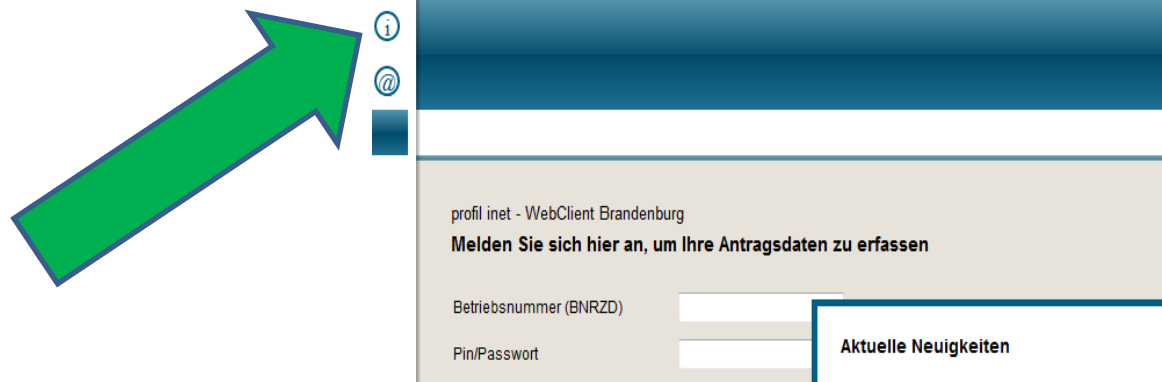 i
@
profil inet - WebClient Brandenburg
Melden Sie sich hier an, um Ihre Antragsdaten zu erfassen
Betriebsnummer (BNRZD)
Pin/Passwort
Aktuelle Neuigkeiten